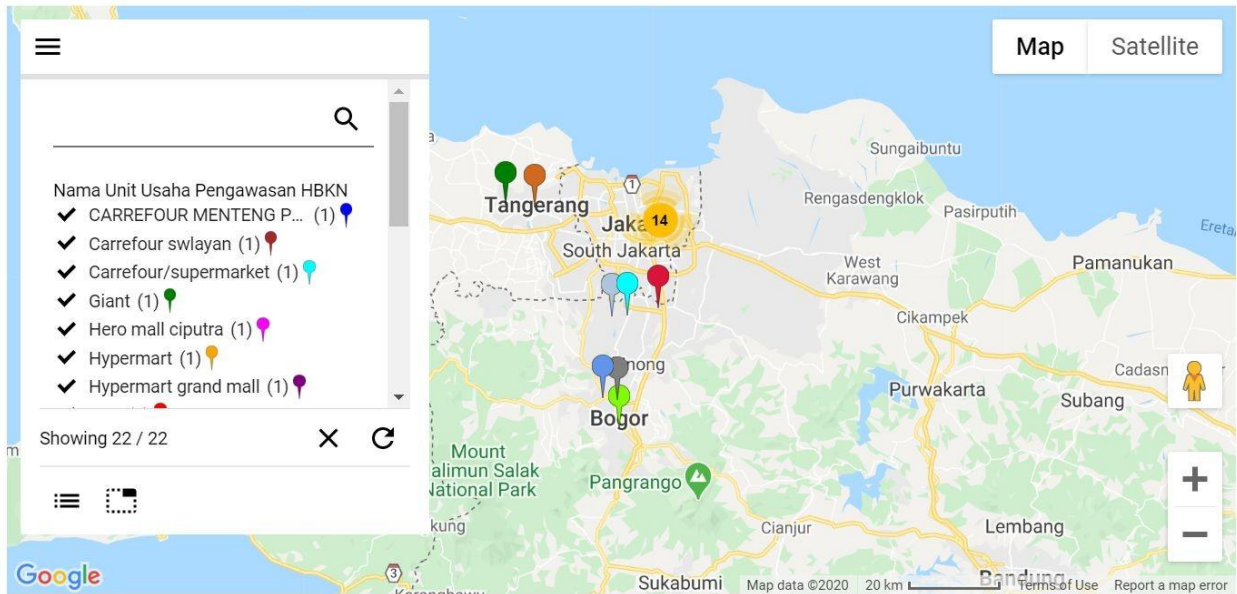 Map Satellite
Nama Unit Usaha Pengawasan HBKN
CARREFOUR MENTENG P... (1)
Carrefour swlayan (1)
Carrefour/supermarket (1)
Giant (1)
Hero mall ciputra (1)
Hypermart (1)
Hypermart grand mall (1)
Showing 22 / 22
Sungaibuntu
Rengasdengklok
Pasirputih
1
Tangerang
14
South Jakarta
West
Karawang
Pamanukan
Cikampek
Purwakarta
Subang
Bogor
Mount
National Park
Pangrango
Cianjur
Lembang
3
Sukabumi
Bandung
Google
Map data ©2020 20 km Terms of Use Report a map error